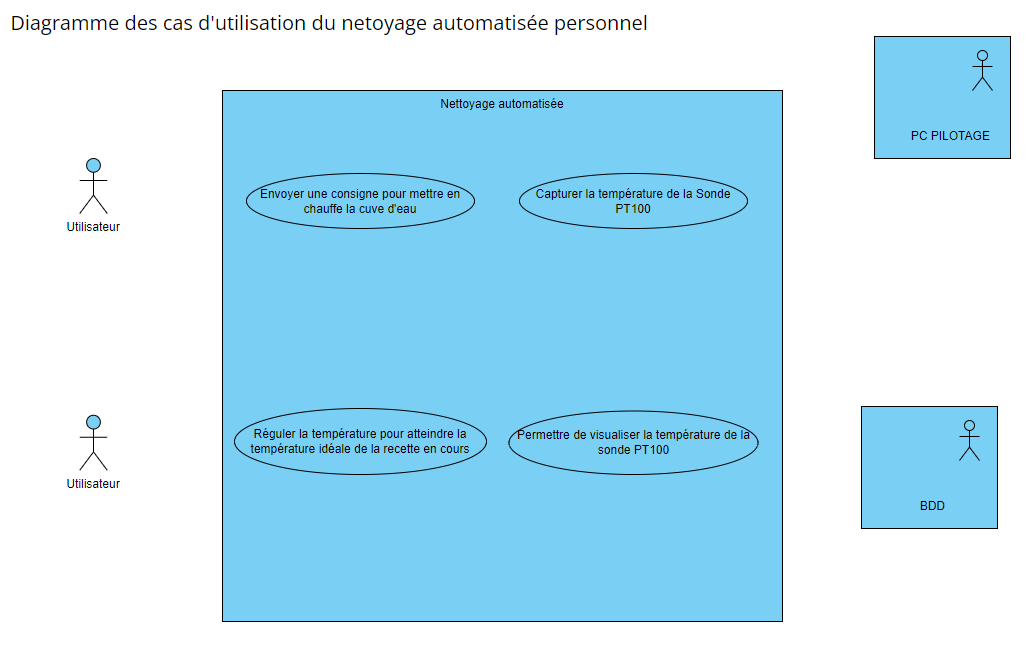 Diagramme des cas d'utilisation du netoyage automatisée personnel
Nettoyage automatisée
PC PILOTAGE
Envoyer une consigne pour mettre en
chauffe la cuve d'eau
Capturer la température de la Sonde
PT100
Utilisateur
Réguler la température pour atteindre la
température idéale de la recette en cours
Permettre de visualiser la température de la
sonde PT100
Utilisateur
BDD